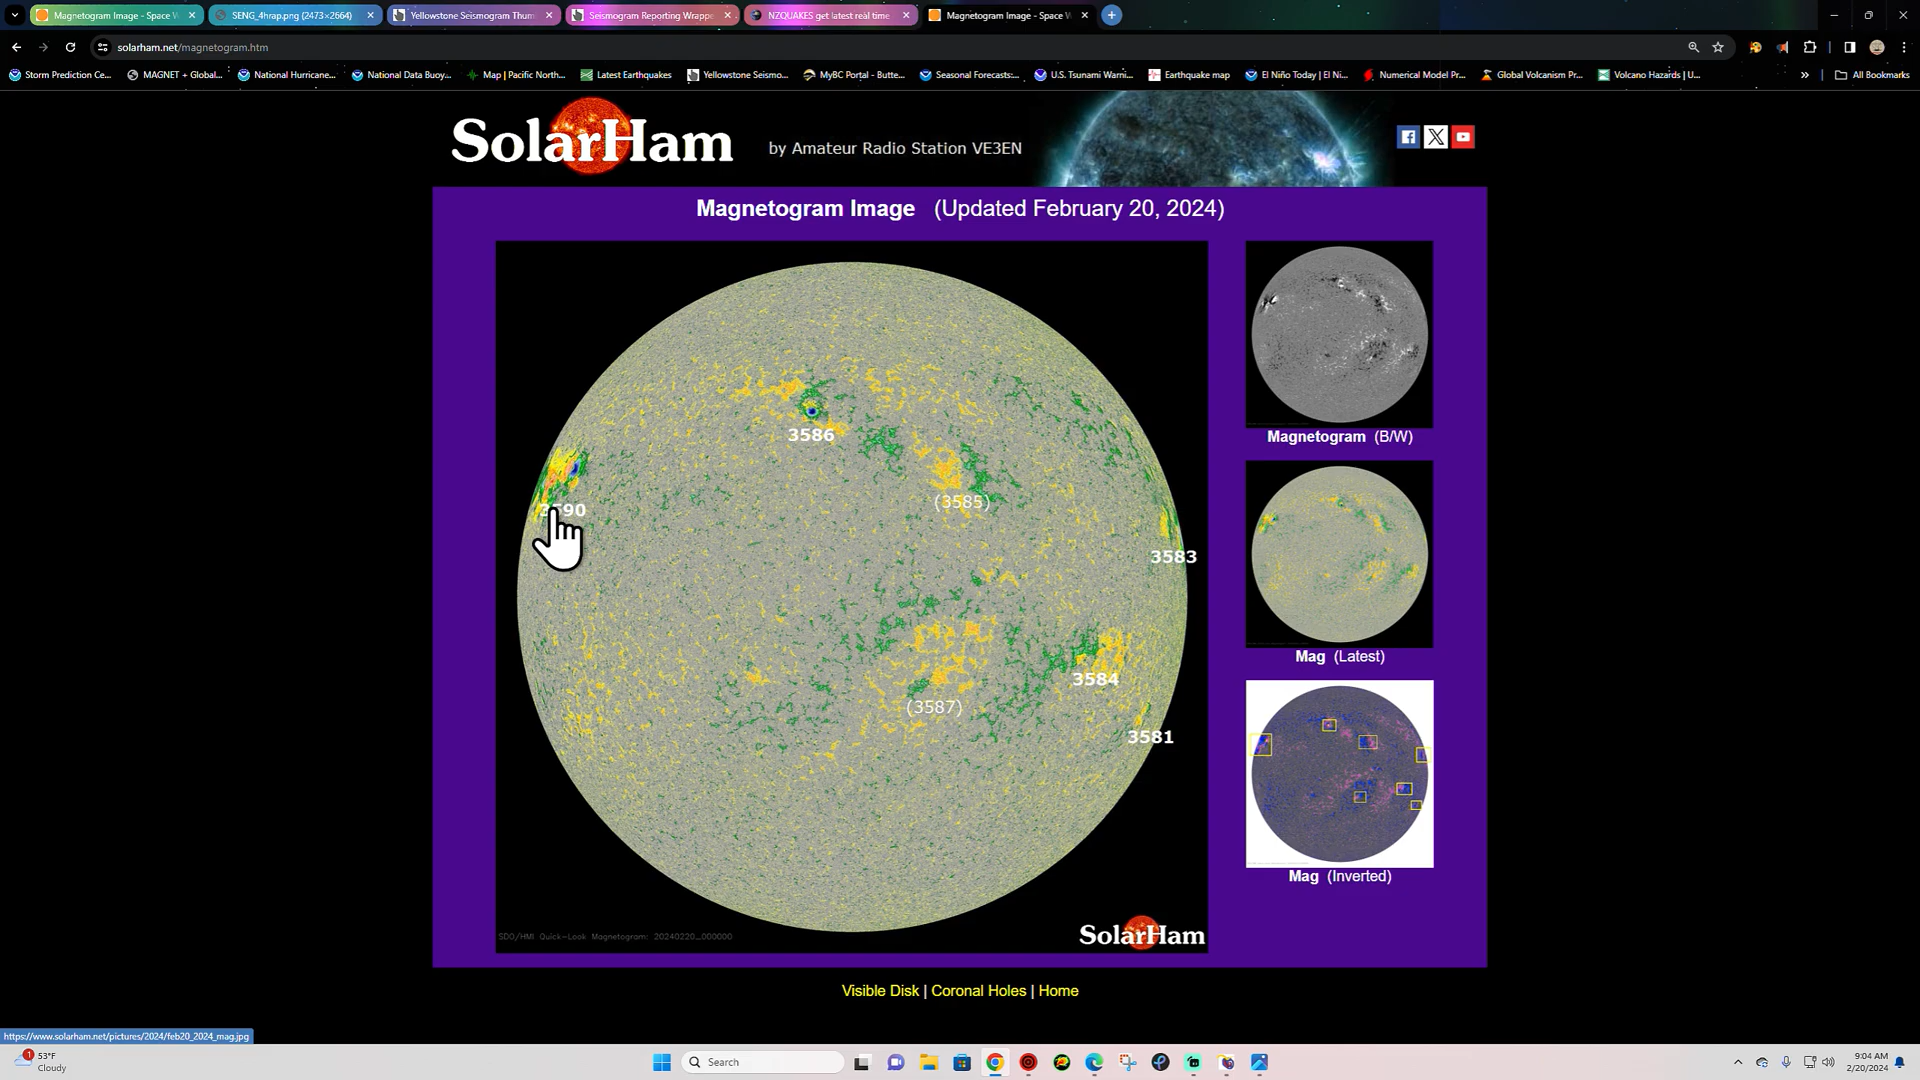 Magnetogram Image - Space W
SENG_4hrap.png (2473×2664)
Yellowstone Seismogram Thum
Seismogram Reporting Wrappe
NZQUAKES get latest real time
Magnetogram Image - Space W
solarham.net/magnetogram.htm
Storm Prediction Ce...
MAGNET + Global...
National Hurricane...
National Data Buoy...
Map | Pacific North...
Latest Earthquakes
Yellowstone Seismo...
MyBC Portal - Butte...
Seasonal Forecasts:...
U.S. Tsunami Warni...
Earthquake map
El Niño Today | El Ni...
Numerical Model Pr...
Global Volcanism Pr...
Volcano Hazards | U...
All Bookmarks
SolarHam
by Amateur Radio Station VE3EN
Magnetogram Image (Updated February 20, 2024)
3586
3590
(3585)
3583
3584
(3587)
3581
SDO/HMI Quick-Look Magnetogram: 20240220_000000
SolarHam
Magnetogram (B/W)
Mag (Latest)
Mag (Inverted)
Visible Disk | Coronal Holes | Home
https://www.solarham.net/pictures/2024/feb20_2024_mag.jpg
1
53°F
Cloudy
Search
9:04 AM
2/20/2024